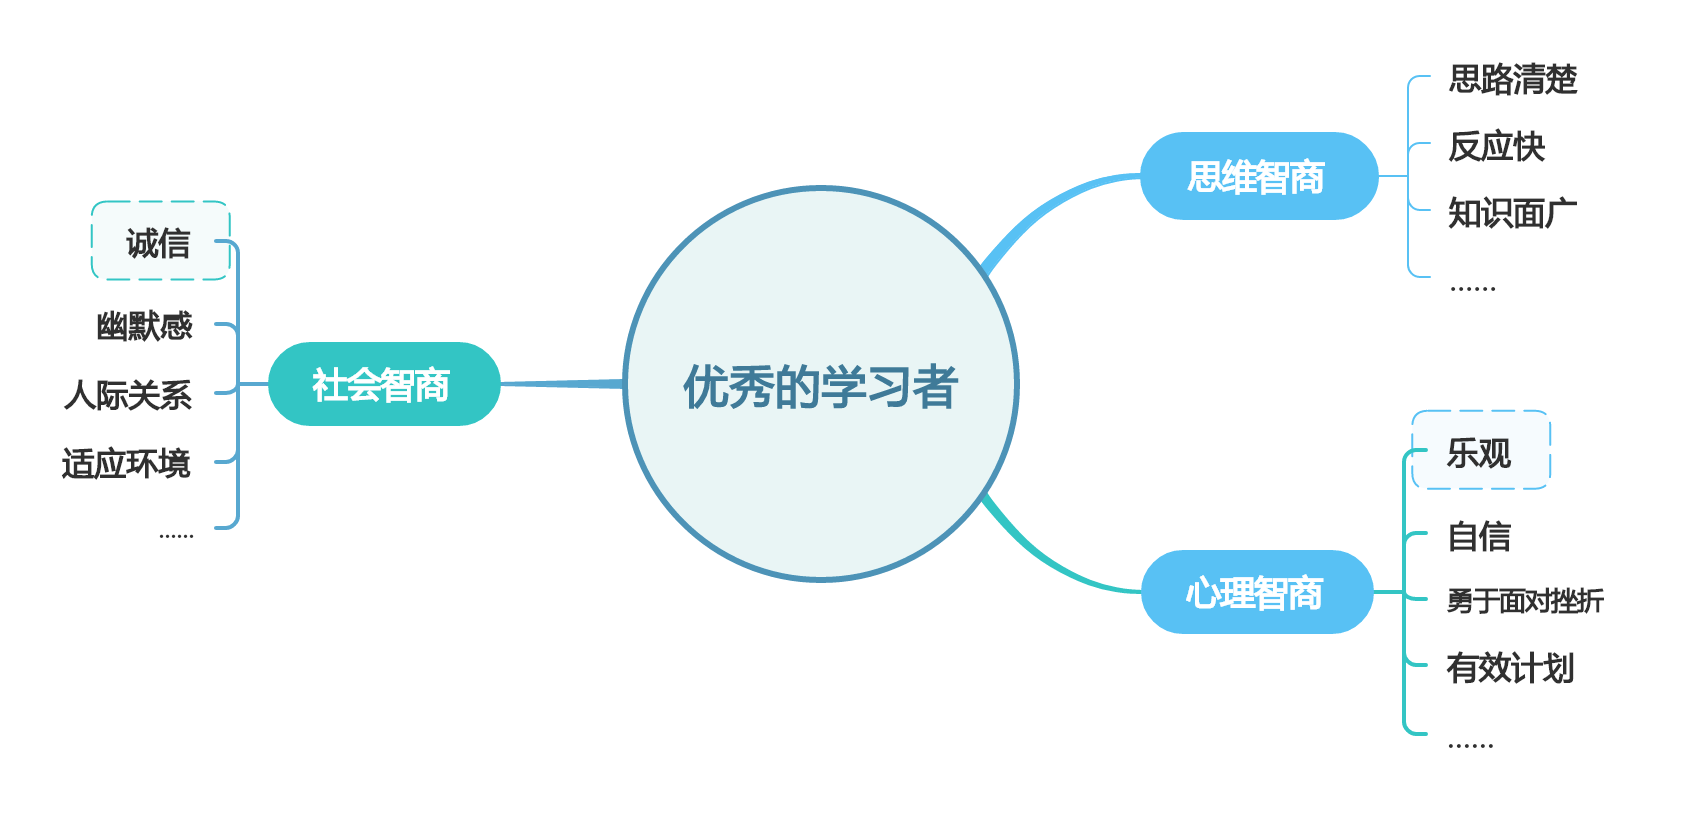 优秀的学习者
思维智商
思路清楚
反应快
知识面广
......
心理智商
乐观
自信
勇于面对挫折
有效计划
......
社会智商
诚信
幽默感
人际关系
适应环境
......